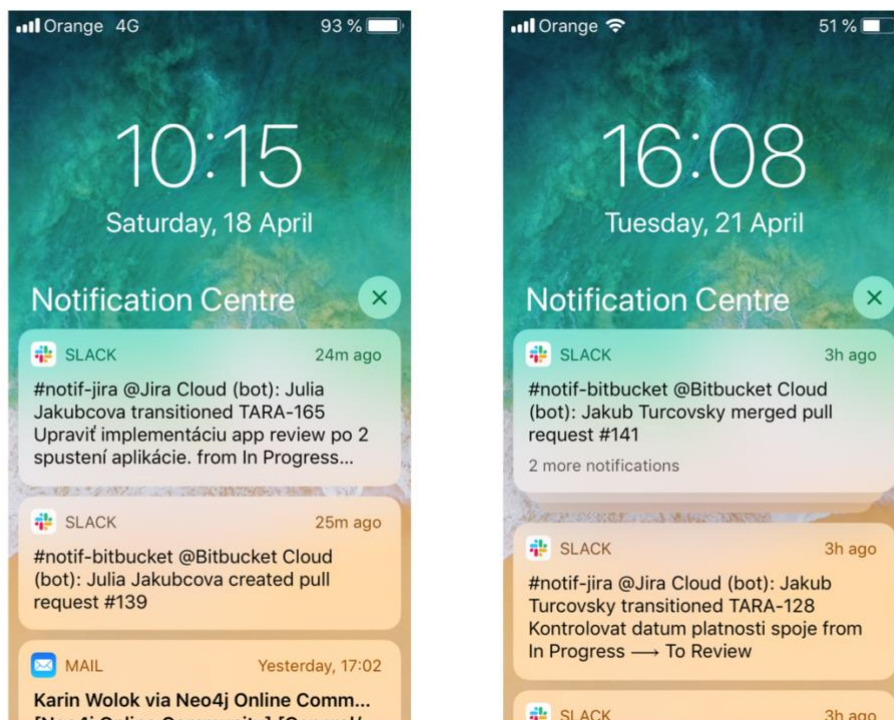 Orange 4G 93 %
10:15
Saturday, 18 April
Notification Centre
SLACK 24m ago
#notif-jira @Jira Cloud (bot): Julia
Jakubcova transitioned TARA-165
Upraviť implementáciu app review po 2
spustení aplikácie. from In Progress...
SLACK 25m ago
#notif-bitbucket @Bitbucket Cloud
(bot): Julia Jakubcova created pull
request #139
MAIL Yesterday, 17:02
Karin Wolok via Neo4j Online Comm...
Orange 51 %
16:08
Tuesday, 21 April
Notification Centre
SLACK 3h ago
#notif-bitbucket @Bitbucket Cloud
(bot): Jakub Turcovsky merged pull
request #141
2 more notifications
SLACK 3h ago
#notif-jira @Jira Cloud (bot): Jakub
Turcovsky transitioned TARA-128
Kontrolovat datum platnosti spoje from
In Progress ⟶ To Review
SLACK 3h ago